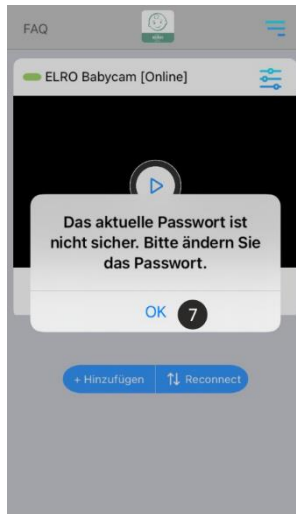 FAQ
ELRO Babycam [Online]
Das aktuelle Passwort ist
nicht sicher. Bitte ändern Sie
das Passwort.
OK 7
+ Hinzufügen Reconnect